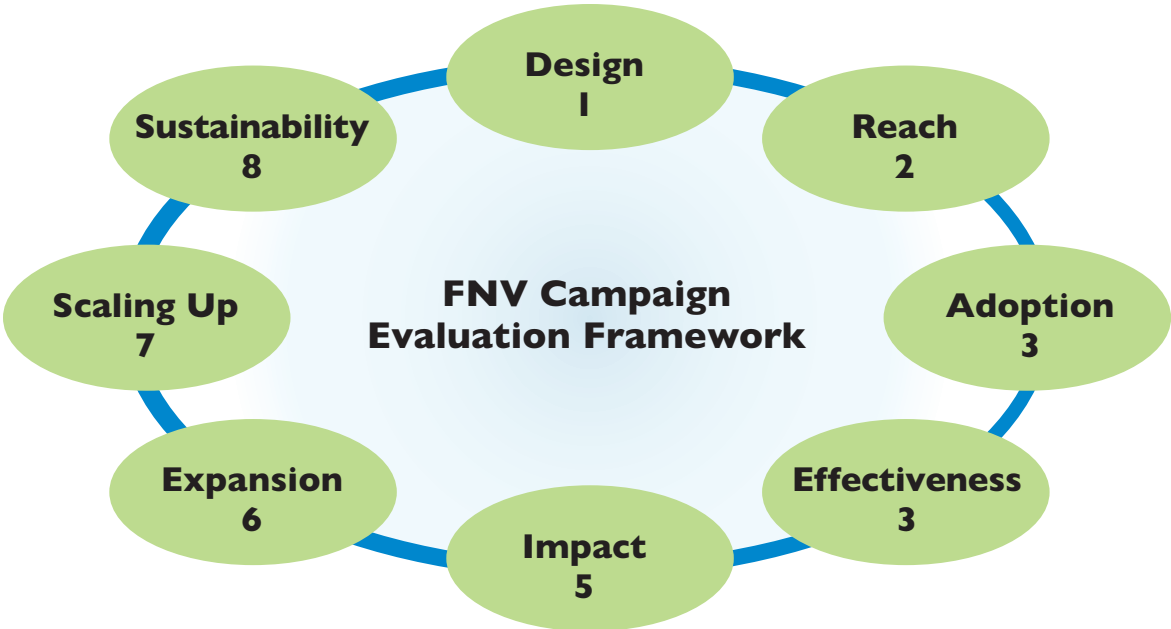 Design
1
Reach
2
Adoption
3
Effectiveness
3
Impact
5
Expansion
6
Scaling Up
7
Sustainability
8
FNV Campaign
Evaluation Framework